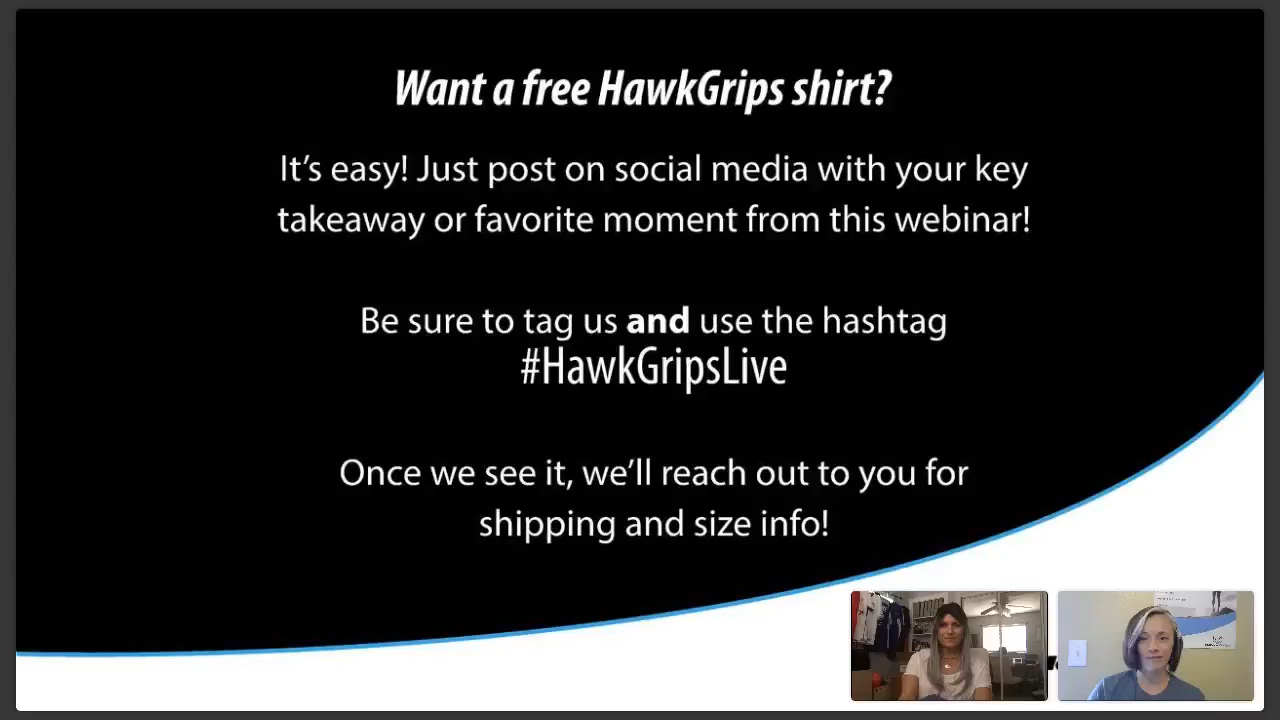 Want a free HawkGrips shirt?
It’s easy! Just post on social media with your key
takeaway or favorite moment from this webinar!
Be sure to tag us and use the hashtag
#HawkGripsLive
Once we see it, we’ll reach out to you for
shipping and size info!